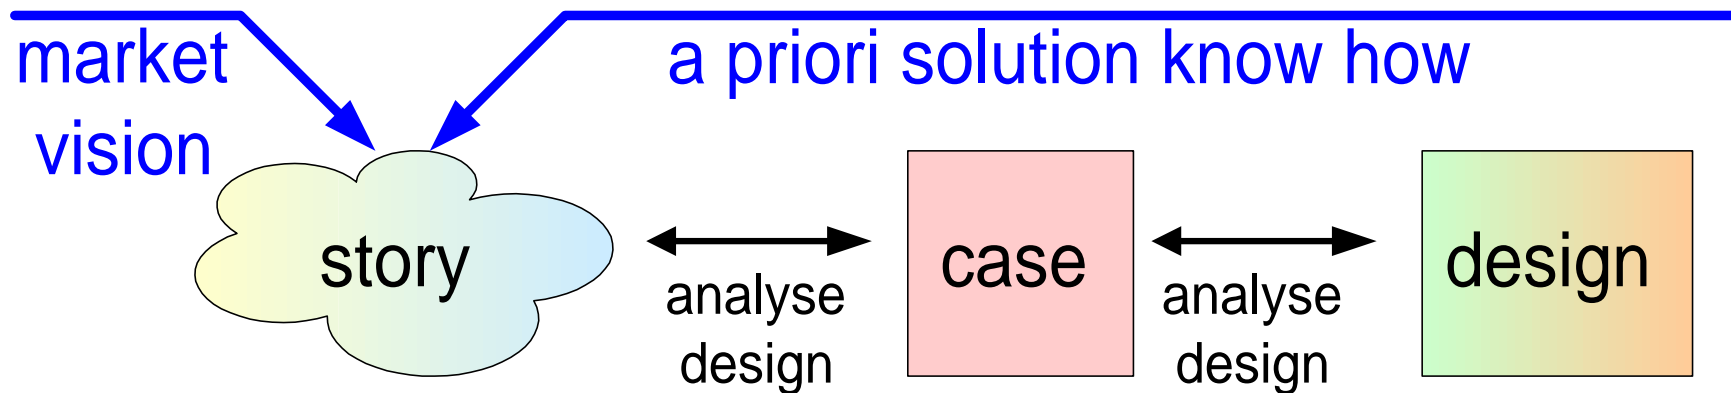 market
vision
a priori solution know how
story
analyse
design
case
analyse
design
design